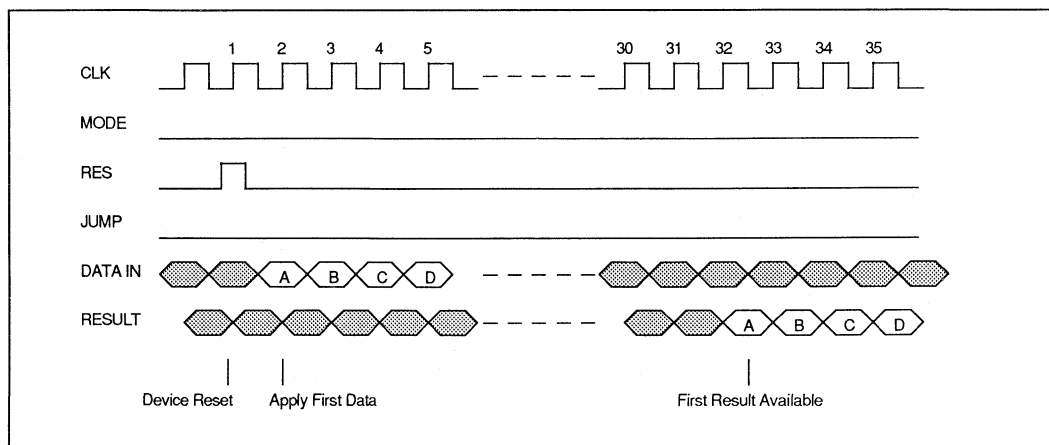 1 2 3 4 5 30 31 32 33 34 35
CLK
MODE
RES
JUMP
DATA IN A B C D
RESULT A B C D
Device Reset Apply First Data First Result Available